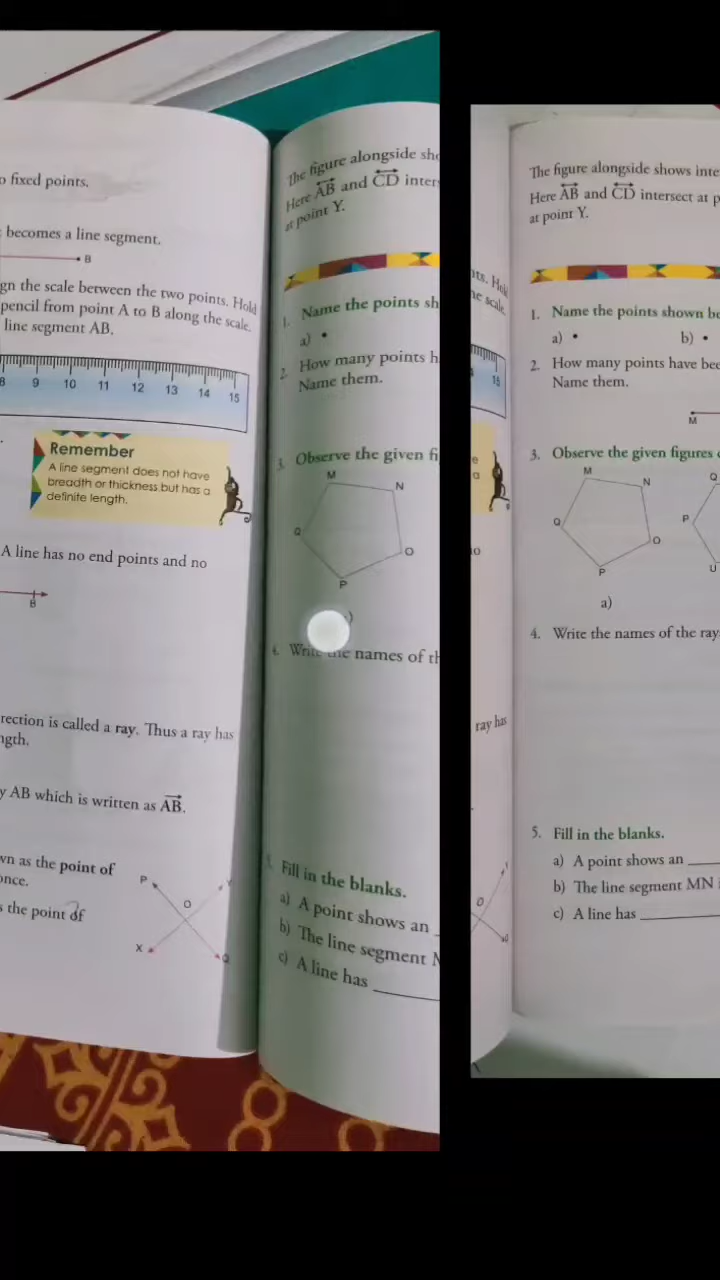 o fixed points.
becomes a line segment.
B
gn the scale between the two points. Hold
pencil from point A to B along the scale.
line segment AB.
8 9 10 11 12 13 14 15
Remember
A line segment does not have
breadth or thickness but has a
definite length.
A line has no end points and no
B
rection is called a ray. Thus a ray has
ngth.
y AB which is written as AB.
wn as the point of
once.
s the point of
P
Y
O
X
Q
The figure alongside sho
Here AB and CD inter
at point Y.
1. Name the points sh
a)
2. How many points h
Name them.
3. Observe the given fi
M
N
Q
O
P
4. Write the names of th
Fill in the blanks.
a) A point shows an
b) The line segment M
c) A line has
nts. Hold
he scale.
15
e
a
no
ray has
O
The figure alongside shows inte
Here AB and CD intersect at p
at point Y.
1. Name the points shown be
a) b)
2. How many points have bee
Name them.
M
3. Observe the given figures
M
N
Q
Q
P
O
P
U
a)
4. Write the names of the ray
5. Fill in the blanks.
a) A point shows an
b) The line segment MN i
c) A line has